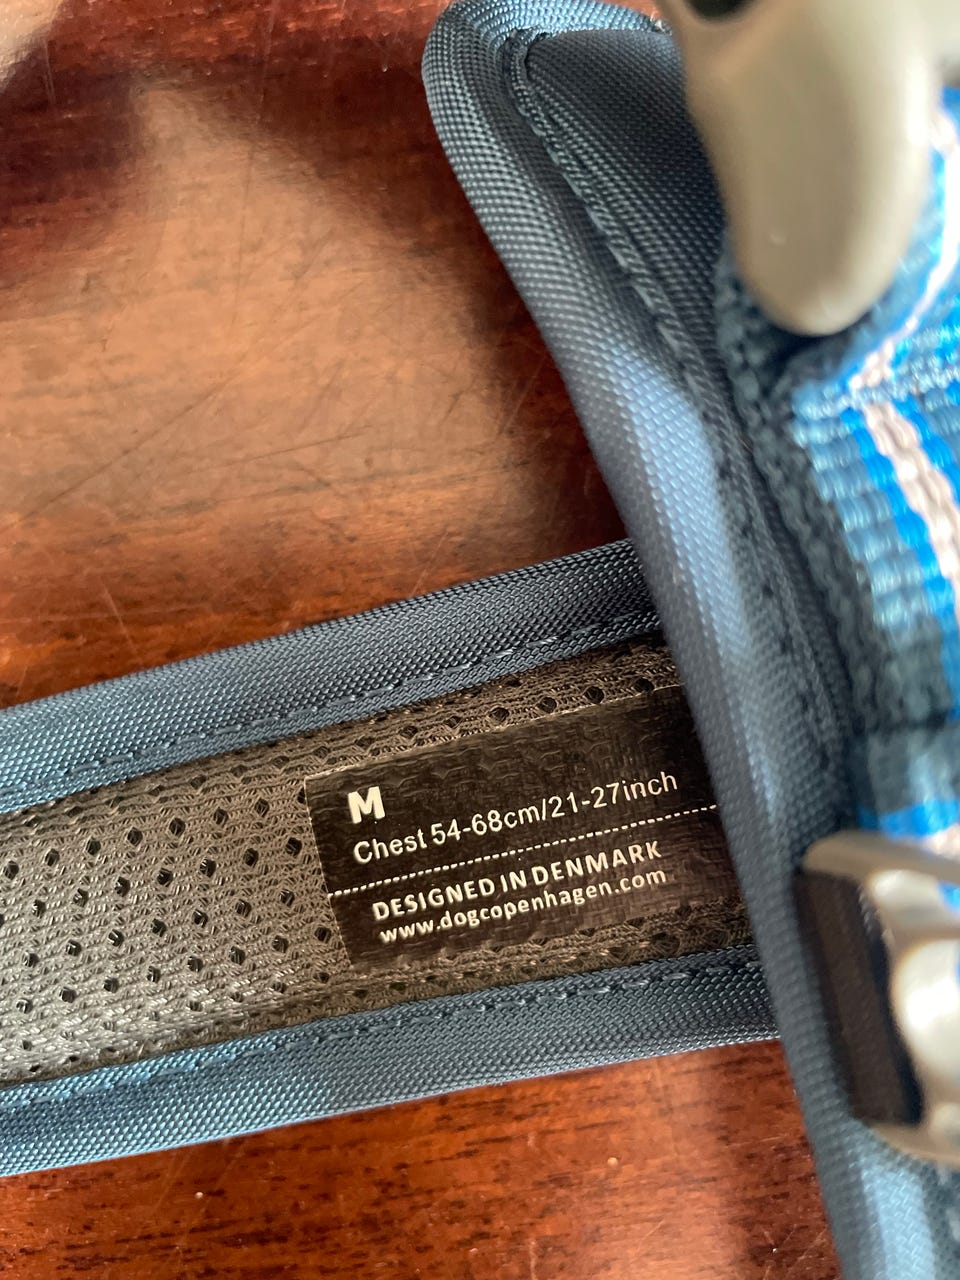 M
Chest 54-68cm/21-27inch
DESIGNED IN DENMARK
www.dogcopenhagen.com